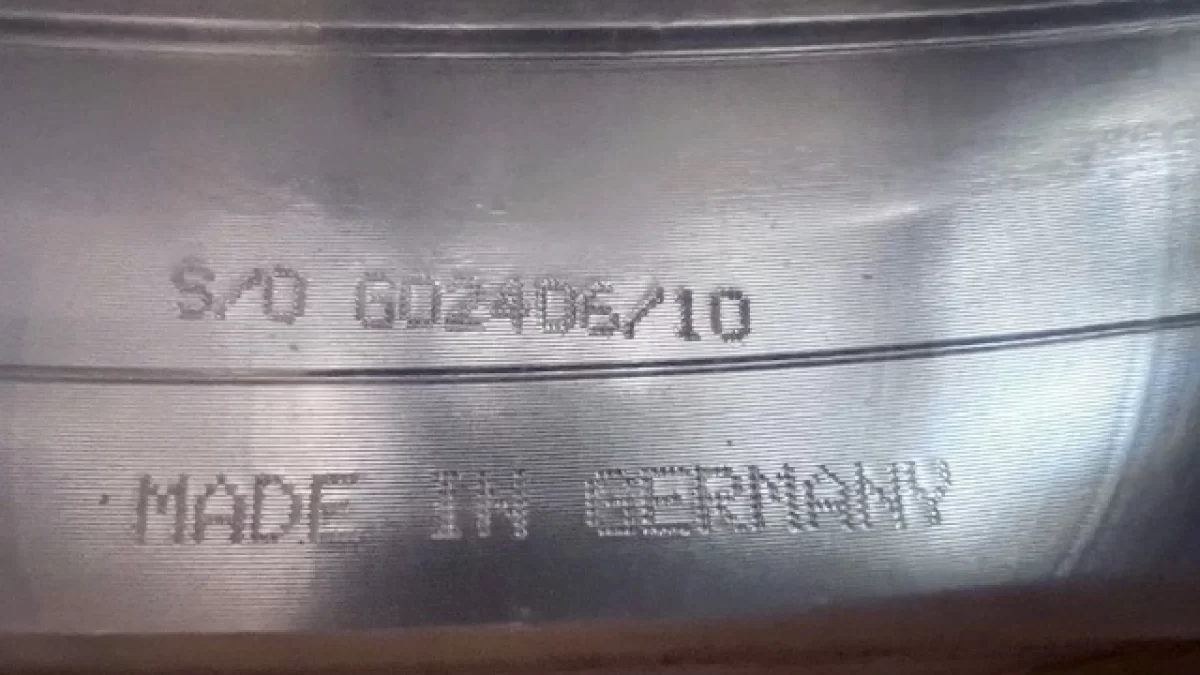 S/O G02406/10
MADE IN GERMANY